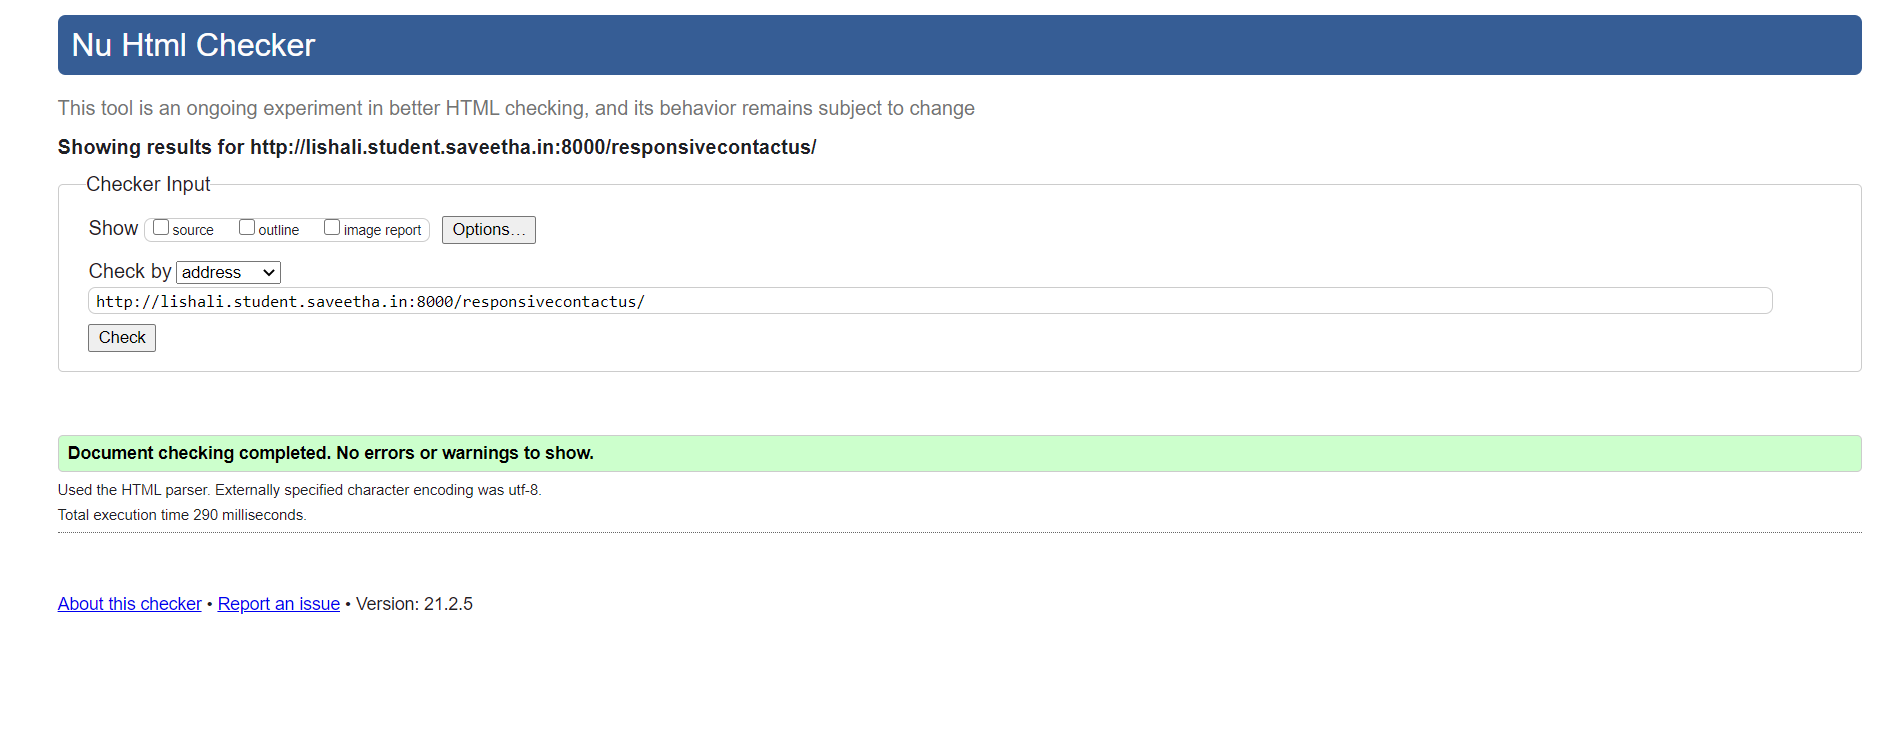 Nu Html Checker
This tool is an ongoing experiment in better HTML checking, and its behavior remains subject to change
Showing results for http://lishali.student.saveetha.in:8000/responsivecontactus/
Checker Input
Show source outline image report Options...
Check by address
http://lishali.student.saveetha.in:8000/responsivecontactus/
Check
Document checking completed. No errors or warnings to show.
Used the HTML parser. Externally specified character encoding was utf-8.
Total execution time 290 milliseconds.
About this checker • Report an issue • Version: 21.2.5